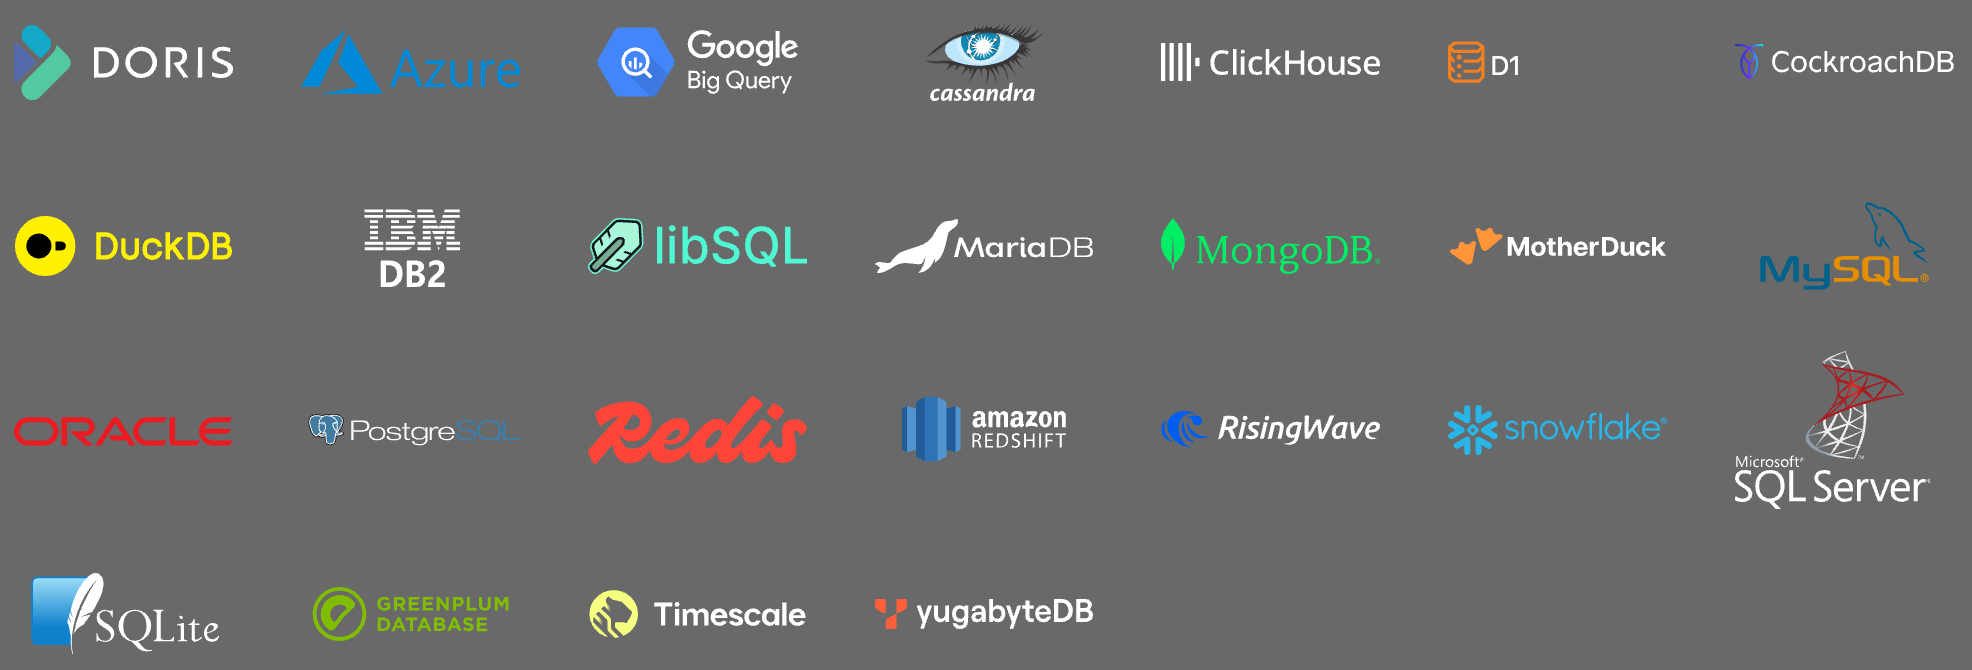 DORIS
Azure
Google
Big Query
cassandra
ClickHouse
D1
CockroachDB
DuckDB
IBM
DB2
libSQL
MariaDB
MongoDB®
MotherDuck
MySQL®
ORACLE
PostgreSQL
Redis
amazon
REDSHIFT
RisingWave
snowflake®
Microsoft®
SQL Server®
SQLite
GREENPLUM
DATABASE
Timescale
yugabyteDB